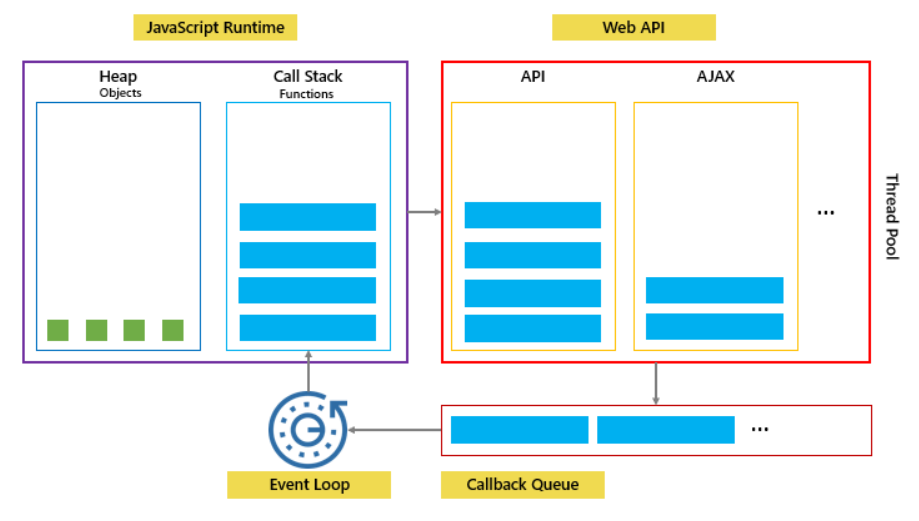 JavaScript Runtime
Web API
Heap
Objects
Call Stack
Functions
API
AJAX
...
Thread Pool
...
Event Loop
Callback Queue